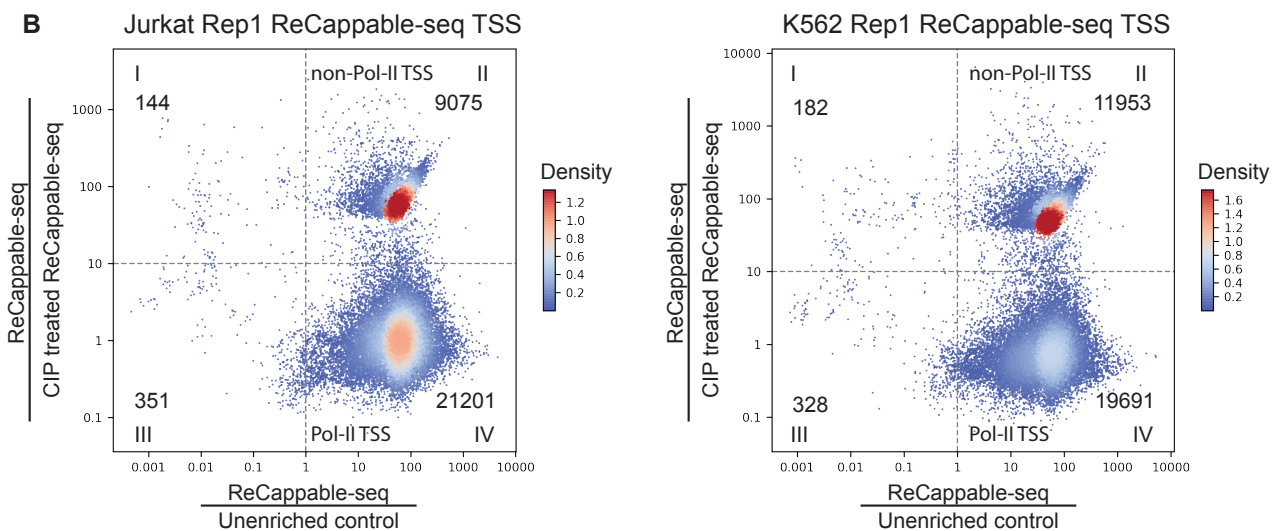 B
Jurkat Rep1 ReCappable-seq TSS
ReCappable-seq
CIP treated ReCappable-seq
I
non-Pol-II TSS
II
144
9075
351
21201
III
Pol-II TSS
IV
1000
100
10
1
0.1
0.001
0.01
0.1
1
10
100
1000
10000
ReCappable-seq
Unenriched control
Density
1.2
1.0
0.8
0.6
0.4
0.2
K562 Rep1 ReCappable-seq TSS
ReCappable-seq
CIP treated ReCappable-seq
I
non-Pol-II TSS
II
182
11953
328
19691
III
Pol-II TSS
IV
10000
1000
100
10
1
0.1
0.001
0.01
0.1
1
10
100
1000
10000
ReCappable-seq
Unenriched control
Density
1.6
1.4
1.2
1.0
0.8
0.6
0.4
0.2